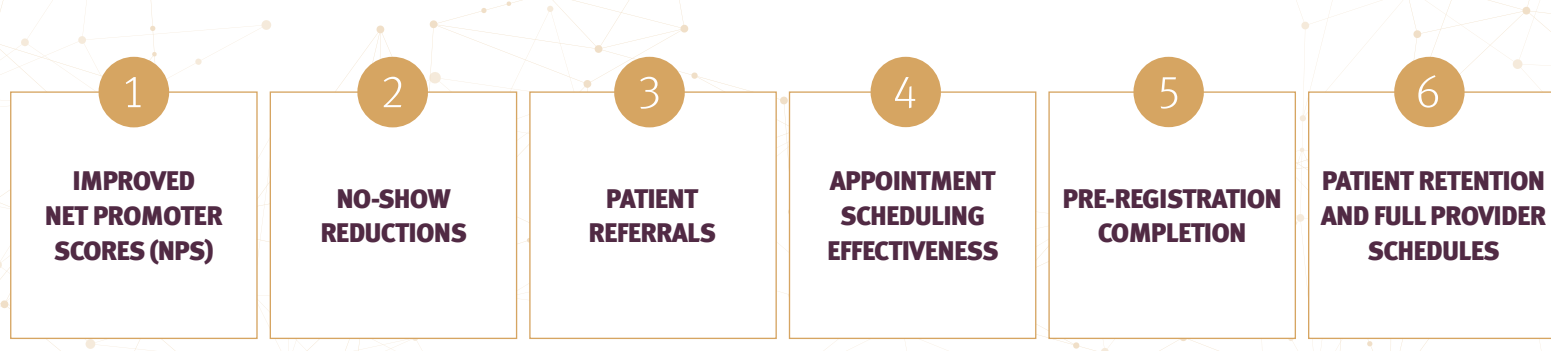 1
IMPROVED
NET PROMOTER
SCORES (NPS)
2
NO-SHOW
REDUCTIONS
3
PATIENT
REFERRALS
4
APPOINTMENT
SCHEDULING
EFFECTIVENESS
5
PRE-REGISTRATION
COMPLETION
6
PATIENT RETENTION
AND FULL PROVIDER
SCHEDULES